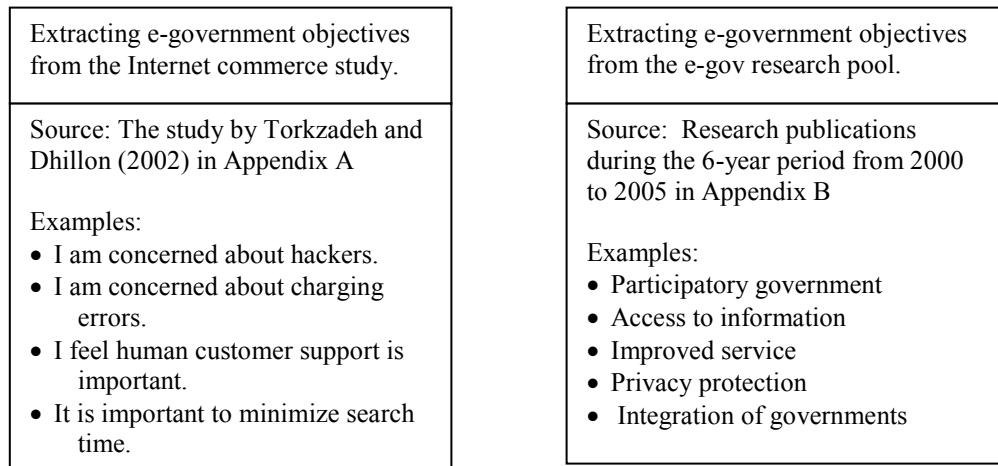 Extracting e-government objectives
from the Internet commerce study.
Source: The study by Torkzadeh and
Dhillon (2002) in Appendix A
Examples:
• I am concerned about hackers.
• I am concerned about charging
errors.
• I feel human customer support is
important.
• It is important to minimize search
time.
Extracting e-government objectives
from the e-gov research pool.
Source: Research publications
during the 6-year period from 2000
to 2005 in Appendix B
Examples:
• Participatory government
• Access to information
• Improved service
• Privacy protection
• Integration of governments